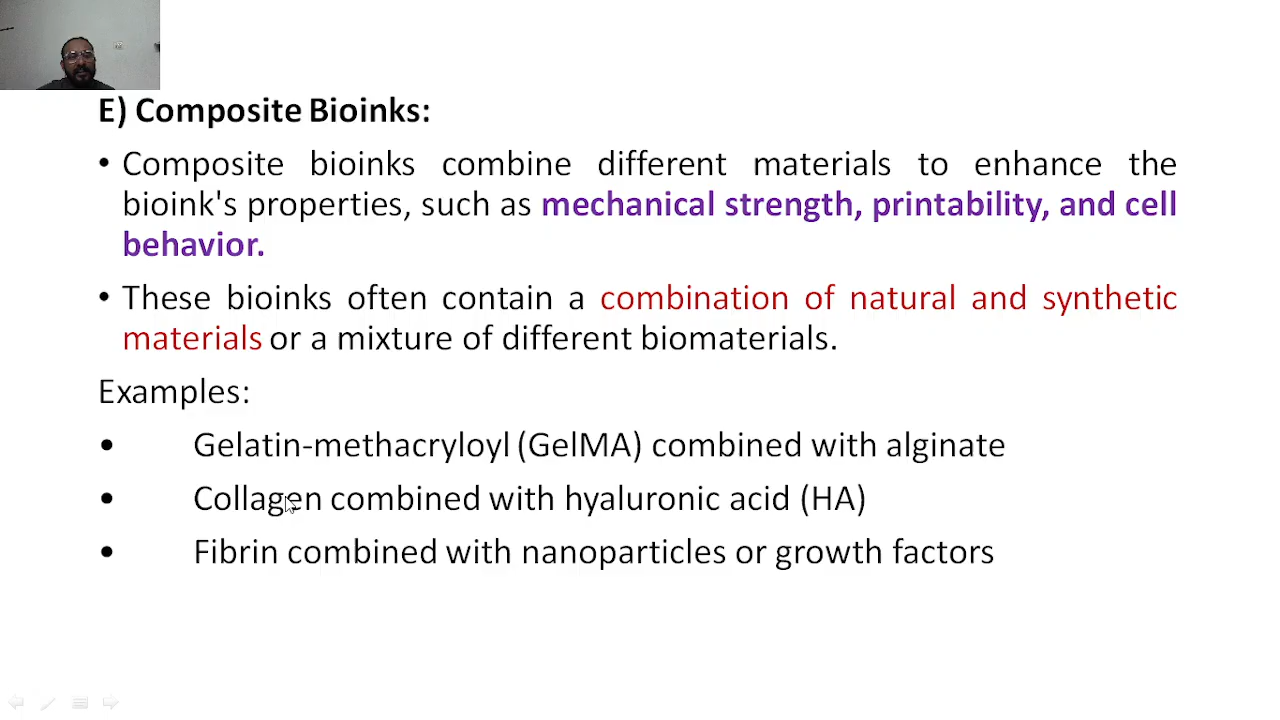 E) Composite Bioinks:
• Composite bioinks combine different materials to enhance the
bioink's properties, such as mechanical strength, printability, and cell
behavior.
• These bioinks often contain a combination of natural and synthetic
materials or a mixture of different biomaterials.
Examples:
• Gelatin-methacryloyl (GelMA) combined with alginate
• Collagen combined with hyaluronic acid (HA)
• Fibrin combined with nanoparticles or growth factors